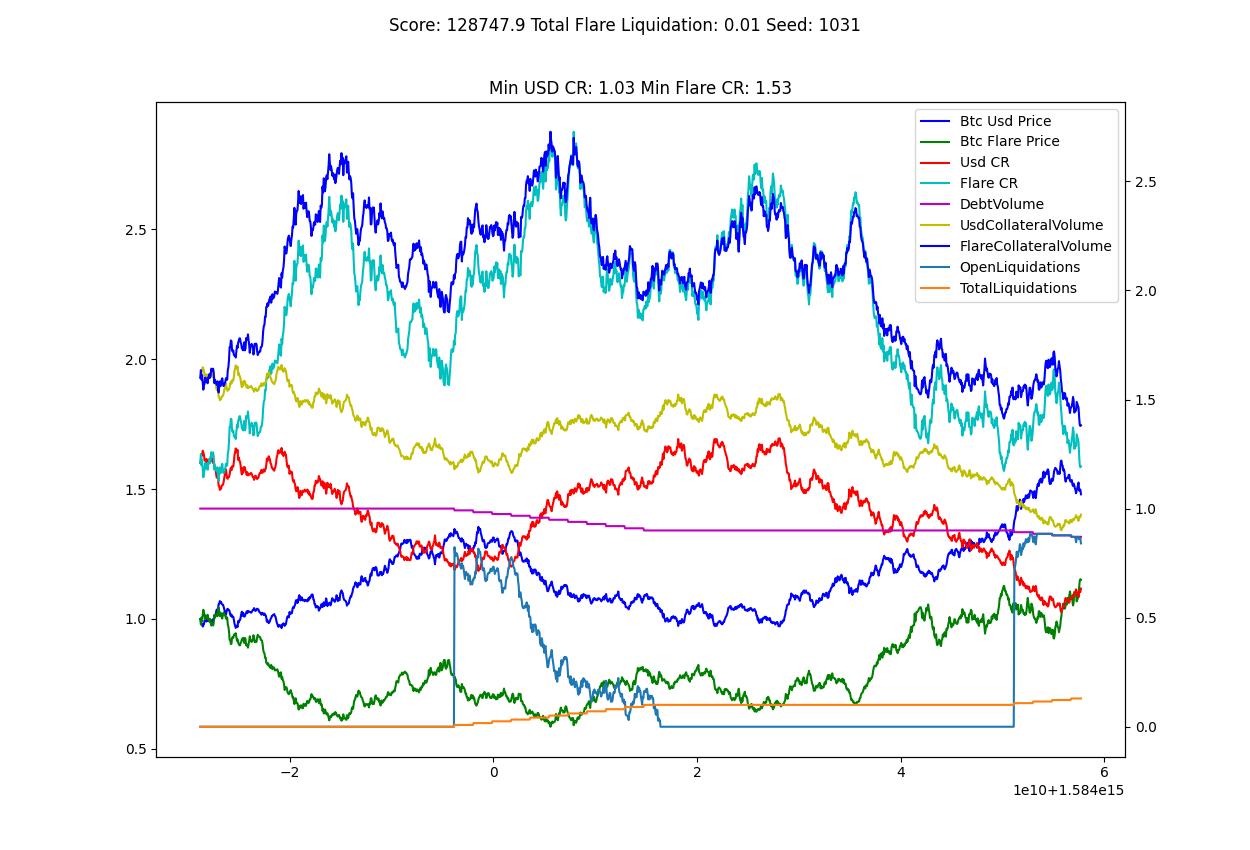 Score: 128747.9 Total Flare Liquidation: 0.01 Seed: 1031
Min USD CR: 1.03 Min Flare CR: 1.53
Btc Usd Price
Btc Flare Price
Usd CR
Flare CR
DebtVolume
UsdCollateralVolume
FlareCollateralVolume
OpenLiquidations
TotalLiquidations
2.5
2.0
1.5
1.0
0.5
2.5
2.0
1.5
1.0
0.5
0.0
−2 0 2 4 6
1e10+1.584e15